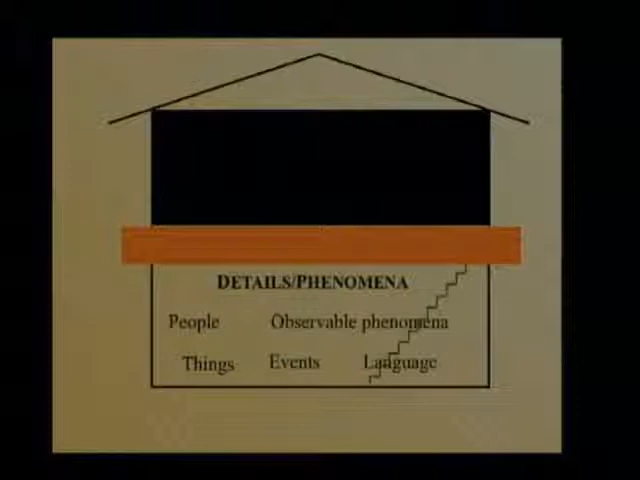 DETAILS/PHENOMENA
People Observable phenomena
Things Events Language